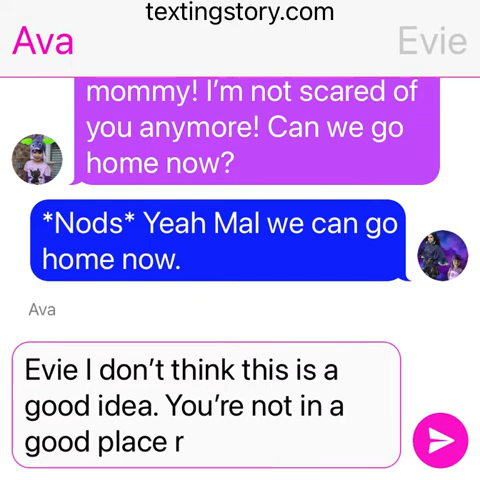 textingstory.com
Ava
Evie
mommy! I'm not scared of
you anymore! Can we go
home now?
*Nods* Yeah Mal we can go
home now.
Ava
Evie I don't think this is a
good idea. You're not in a
good place r